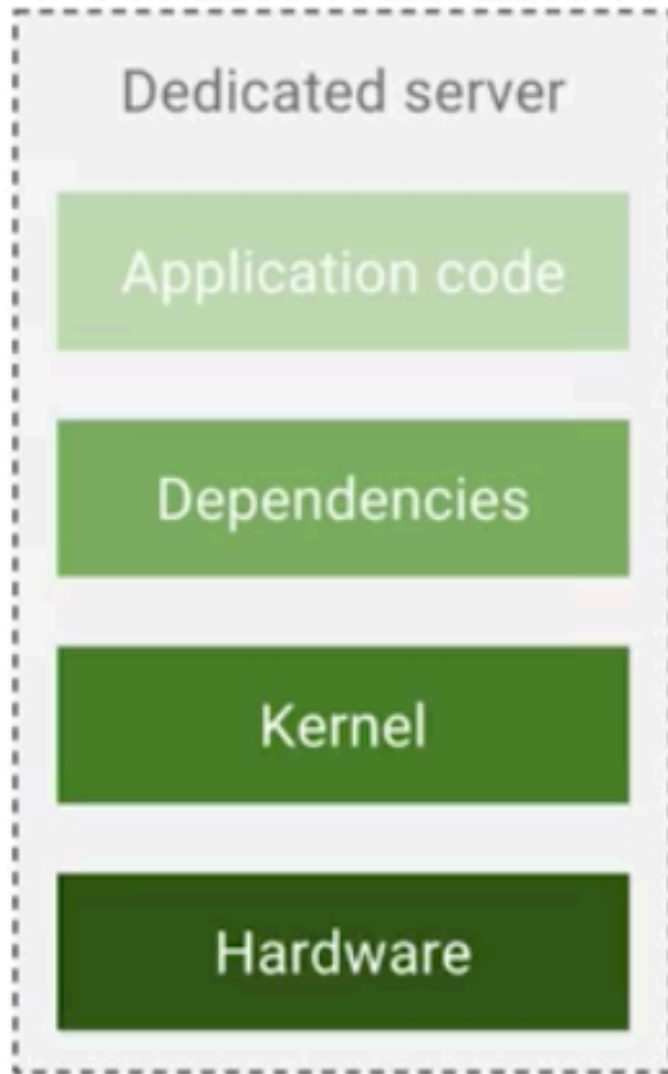 Dedicated server
Application code
Dependencies
Kernel
Hardware